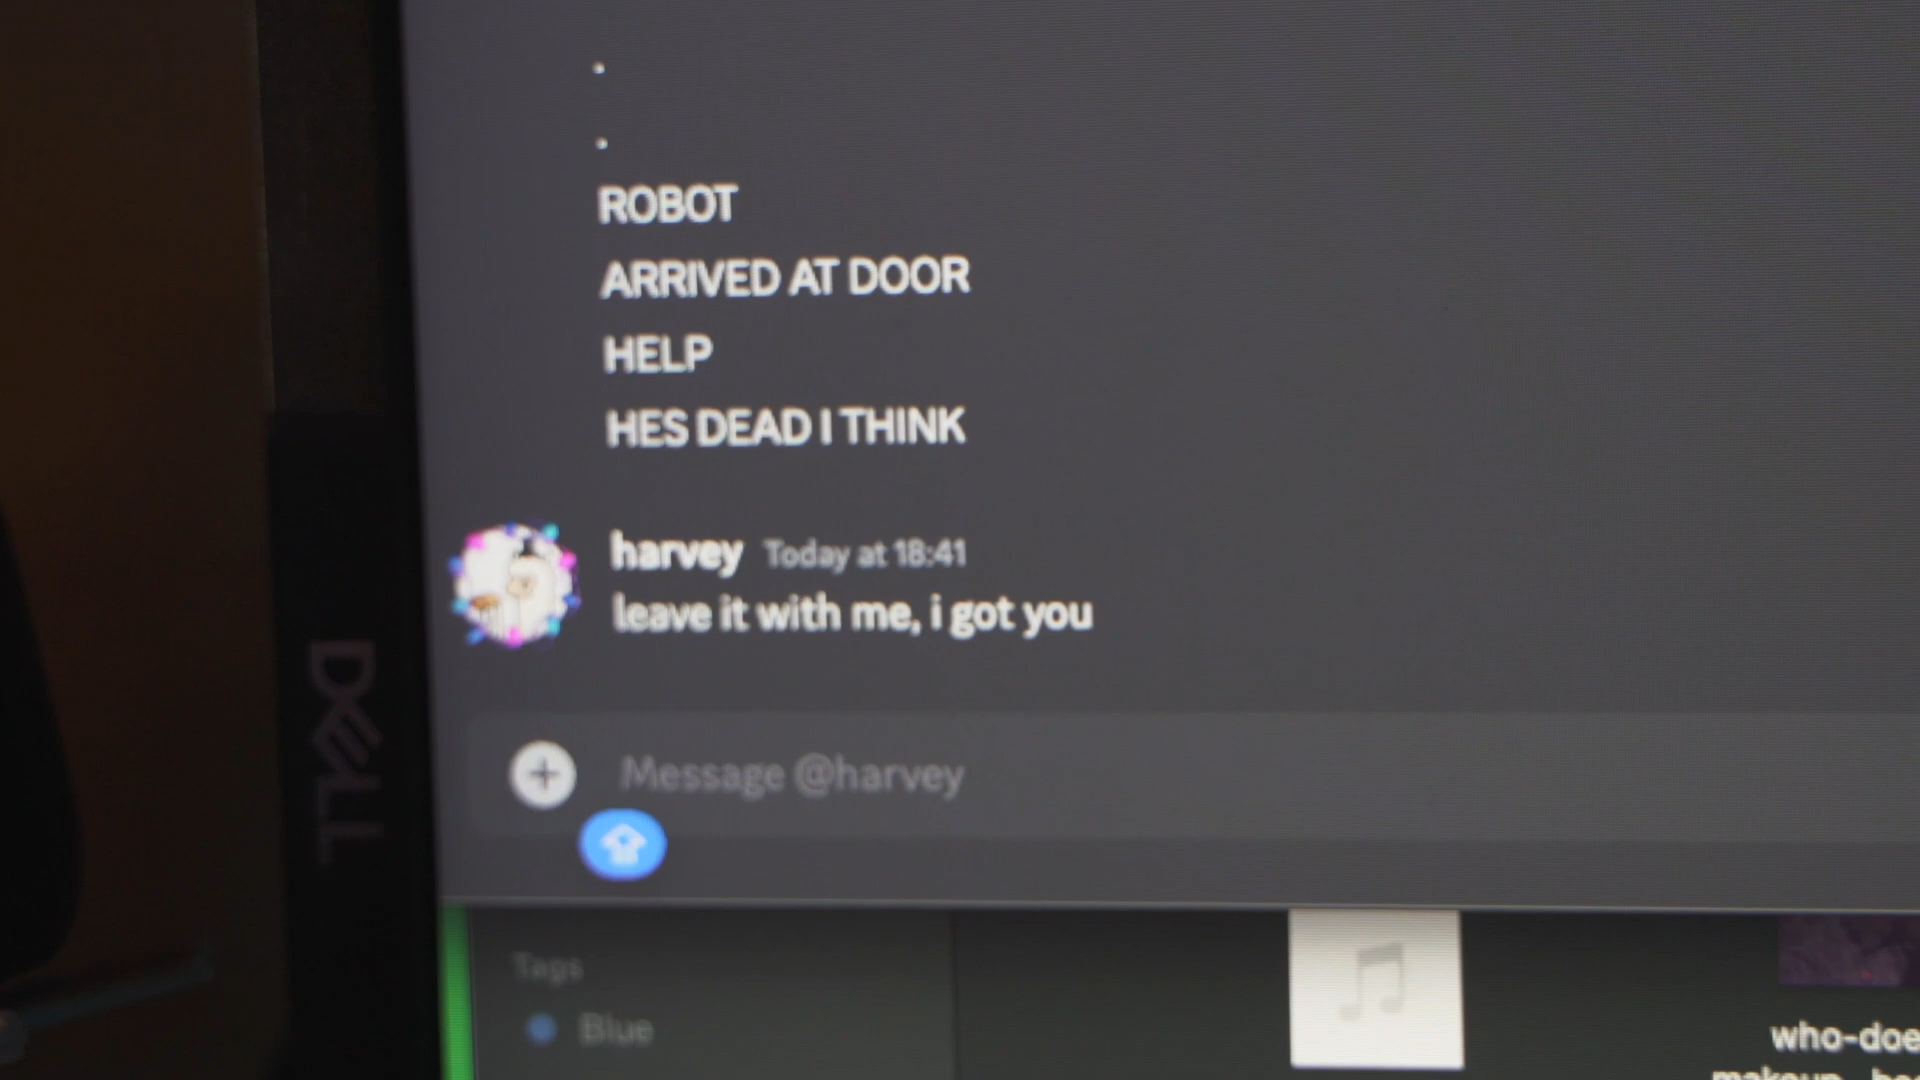 .
.
ROBOT
ARRIVED AT DOOR
HELP
HES DEAD I THINK
harvey Today at 18:41
leave it with me, i got you
Message @harvey
DELL
Tags
Blue
who-doe
makeup